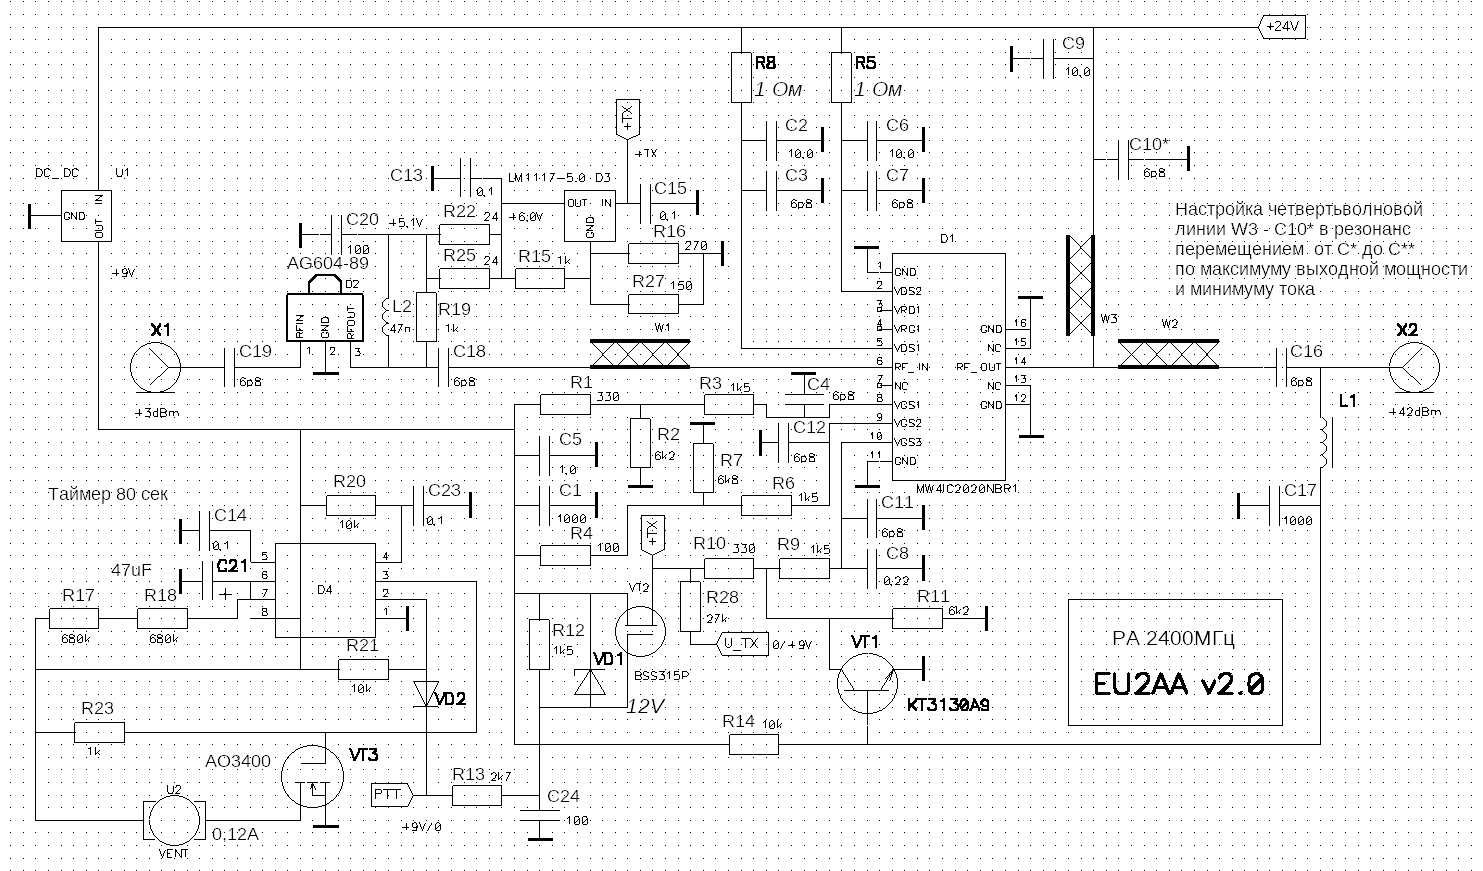 +24V
C9
10,0
R8
1 Ом
R5
1 Ом
+TX
C2
10,0
C6
10,0
C10*
6p8
C3
6p8
C7
6p8
DC_DC
U1
IN
GND
OUT
+9V
C13
0,1
LM1117-5.0
D3
+TX
OUT
IN
GND
C15
0,1
C20
100
+5,1V
R22
24
+6,0V
R16
270
R25
24
R15
1k
R27
150
AG604-89
D2
RFIN
GND
RFOUT
1
2
3
L2
47n
R19
1k
Настройка четвертьволновой
линии W3 - C10* в резонанс
перемещением от C* до C**
по максимуму выходной мощности
и минимуму тока
D1
1
GND
2
VDS2
3
VRD1
4
VRG1
5
VDS1
6
RF_IN
7
NC
8
VGS1
9
VGS2
10
VGS3
11
GND
GND
16
NC
15
RF_OUT
14
NC
13
GND
12
MW4IC2020NBR1
W3
W2
W1
X1
+3dBm
C19
6p8
C18
6p8
C16
6p8
X2
+42dBm
L1
R1
330
R3
1k5
C4
6p8
C5
1,0
R2
6k2
C12
6p8
R7
6k8
R6
1k5
C1
1000
R4
100
C11
6p8
C17
1000
Таймер 80 сек
R20
10k
C23
0,1
C14
0,1
47uF
C21
+
5
6
7
8
D4
4
3
2
1
R17
680k
R18
680k
R21
10k
VD2
+TX
R10
330
R9
1k5
C8
0,22
VT2
R28
27k
R11
6k2
U_TX
0/+9V
R12
1k5
VD1
BSS315P
12V
VT1
KT3130A9
PA 2400МГц
EU2AA v2.0
R23
1k
AO3400
VT3
R14
10k
U2
0,12A
VENT
PTT
+9V/0
R13
2k7
C24
100